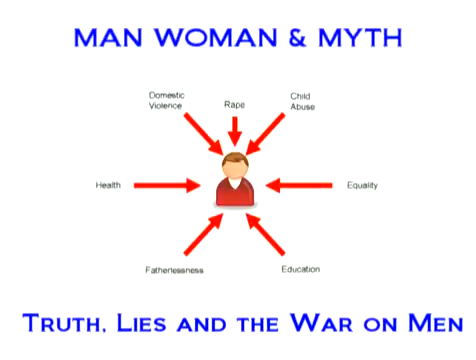 MAN WOMAN & MYTH
Domestic
Violence
Rape
Child
Abuse
Health
Equality
Fatherlessness
Education
TRUTH, LIES AND THE WAR ON MEN